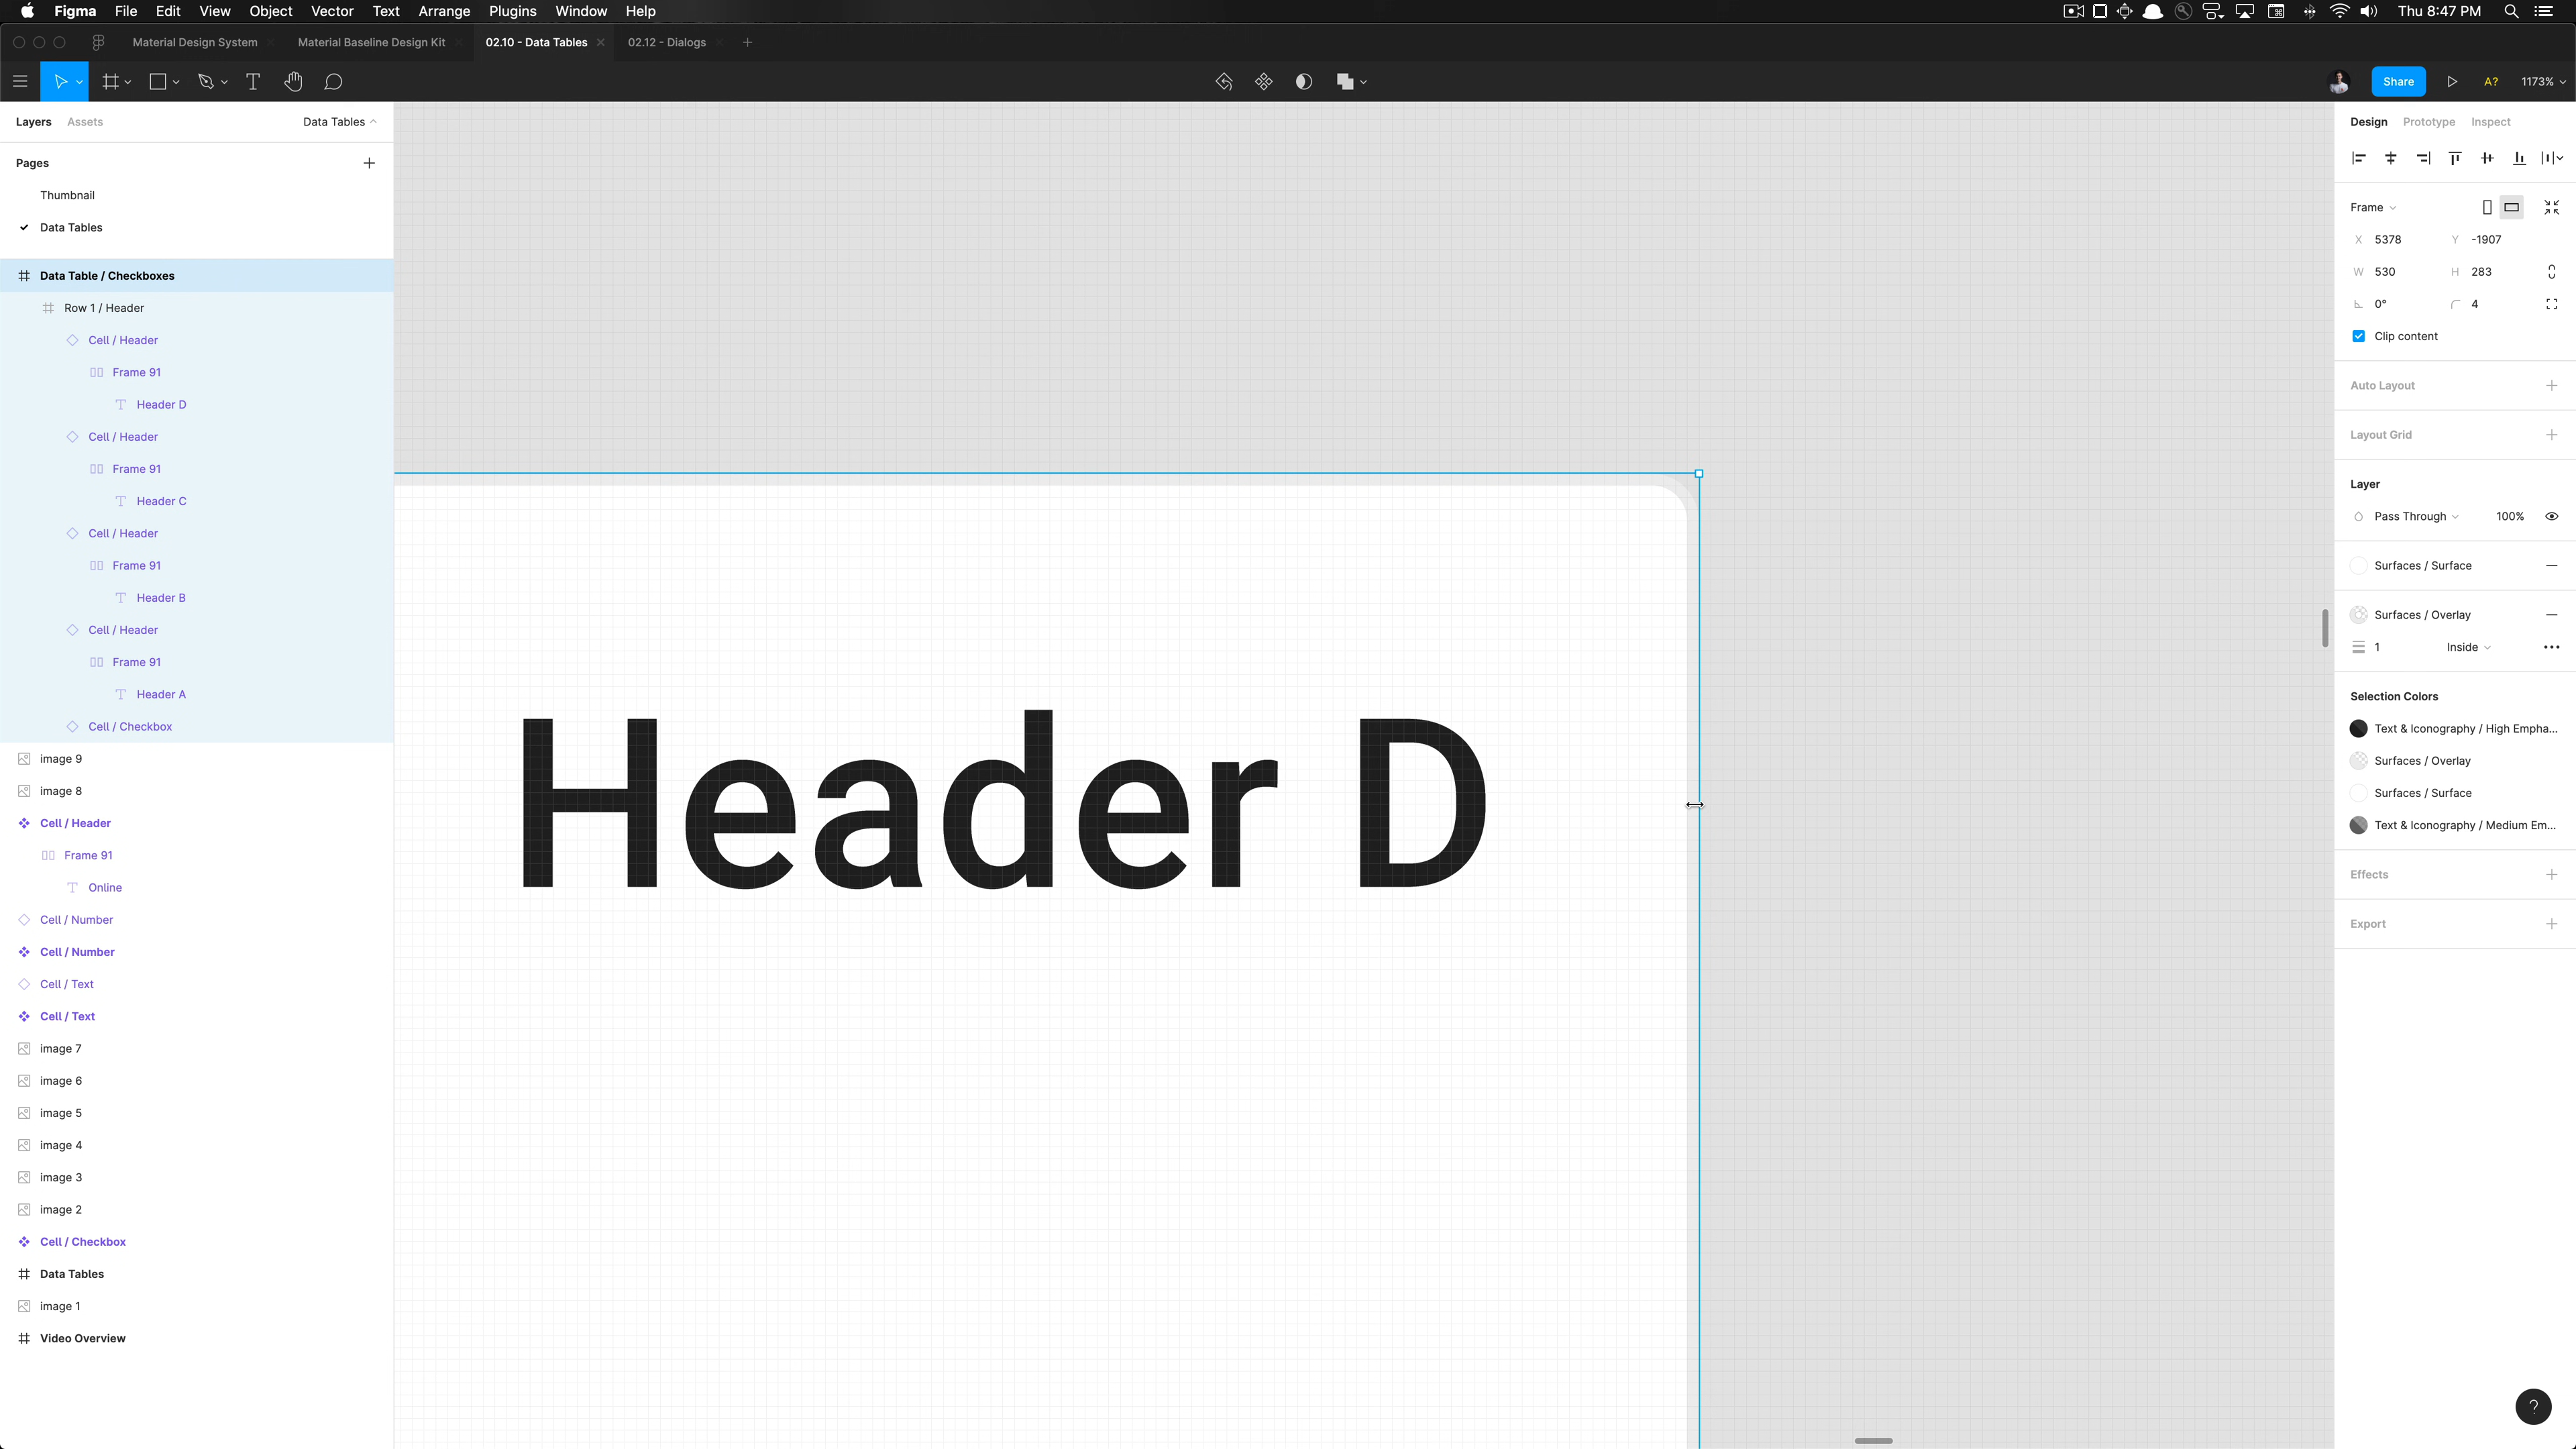 Figma File Edit View Object Vector Text Arrange Plugins Window Help Thu 8:47 PM
Material Design System Material Baseline Design Kit 02.10 - Data Tables 02.12 - Dialogs
Share A? 1173%
Layers Assets Data Tables
Pages
Thumbnail
Data Tables
Data Table / Checkboxes
Row 1 / Header
Cell / Header
Frame 91
Header D
Cell / Header
Frame 91
Header C
Cell / Header
Frame 91
Header B
Cell / Header
Frame 91
Header A
Cell / Checkbox
image 9
image 8
Cell / Header
Frame 91
Online
Cell / Number
Cell / Number
Cell / Text
Cell / Text
image 7
image 6
image 5
image 4
image 3
image 2
Cell / Checkbox
Data Tables
image 1
Video Overview
Header D
Design Prototype Inspect
Frame
X 5378 Y -1907
W 530 H 283
0° 4
Clip content
Auto Layout
Layout Grid
Layer
Pass Through 100%
Surfaces / Surface
Surfaces / Overlay
1 Inside
Selection Colors
Text & Iconography / High Empha...
Surfaces / Overlay
Surfaces / Surface
Text & Iconography / Medium Em...
Effects
Export
?